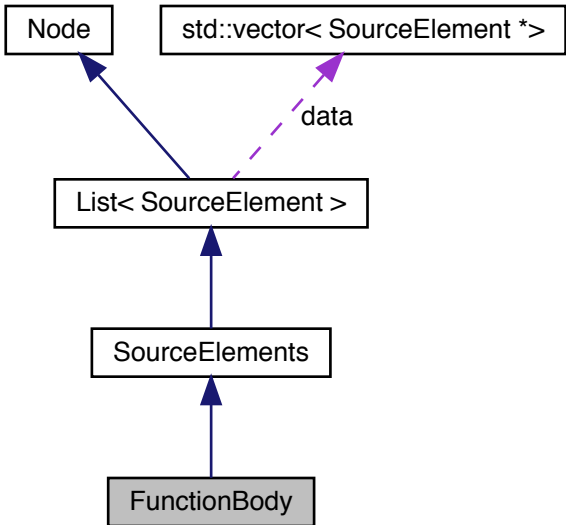 Node
std::vector< SourceElement *>
data
List< SourceElement >
SourceElements
FunctionBody